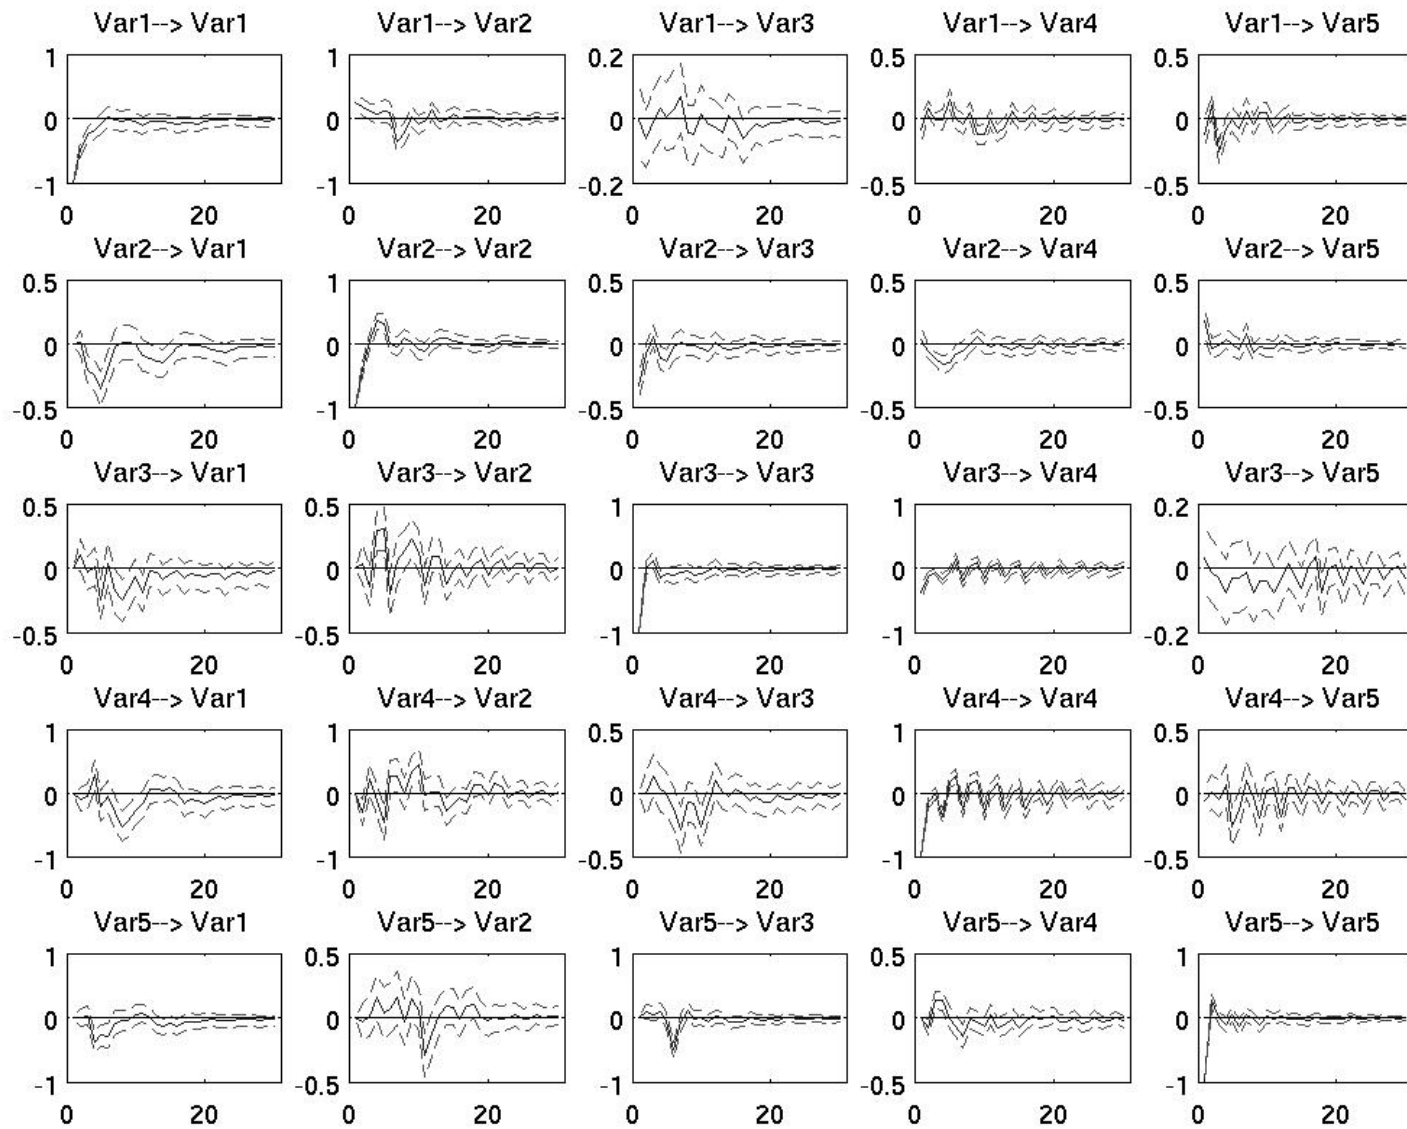 Var1--> Var1 Var1--> Var2 Var1--> Var3 Var1--> Var4 Var1--> Var5
1 1 0.2 0.5 0.5
0 0 0 0 0
-1 -1 -0.2 -0.5 -0.5
0 20 0 20 0 20 0 20 0 20
Var2--> Var1 Var2--> Var2 Var2--> Var3 Var2--> Var4 Var2--> Var5
0.5 1 0.5 0.5 0.5
0 0 0 0 0
-0.5 -1 -0.5 -0.5 -0.5
0 20 0 20 0 20 0 20 0 20
Var3--> Var1 Var3--> Var2 Var3--> Var3 Var3--> Var4 Var3--> Var5
0.5 0.5 1 1 0.2
0 0 0 0 0
-0.5 -0.5 -1 -1 -0.2
0 20 0 20 0 20 0 20 0 20
Var4--> Var1 Var4--> Var2 Var4--> Var3 Var4--> Var4 Var4--> Var5
1 1 0.5 1 0.5
0 0 0 0 0
-1 -1 -0.5 -1 -0.5
0 20 0 20 0 20 0 20 0 20
Var5--> Var1 Var5--> Var2 Var5--> Var3 Var5--> Var4 Var5--> Var5
1 0.5 1 0.5 1
0 0 0 0 0
-1 -0.5 -1 -0.5 -1
0 20 0 20 0 20 0 20 0 20